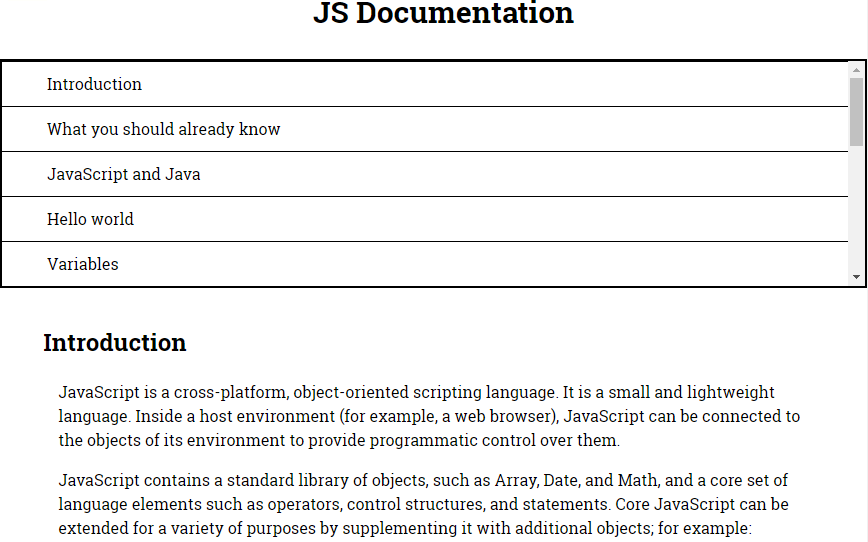 JS Documentation
Introduction
What you should already know
JavaScript and Java
Hello world
Variables
Introduction
JavaScript is a cross-platform, object-oriented scripting language. It is a small and lightweight
language. Inside a host environment (for example, a web browser), JavaScript can be connected to
the objects of its environment to provide programmatic control over them.
JavaScript contains a standard library of objects, such as Array, Date, and Math, and a core set of
language elements such as operators, control structures, and statements. Core JavaScript can be
extended for a variety of purposes by supplementing it with additional objects; for example: